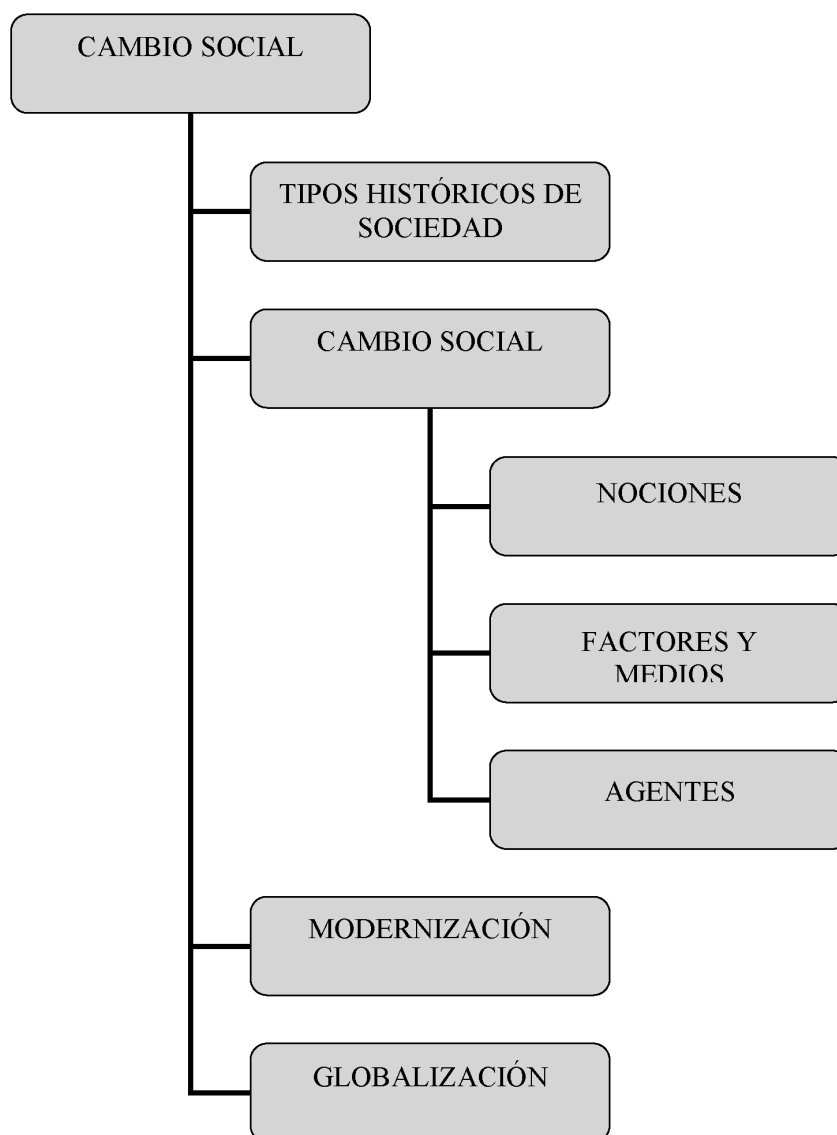 CAMBIO SOCIAL
TIPOS HISTÓRICOS DE
SOCIEDAD
CAMBIO SOCIAL
NOCIONES
FACTORES Y
MEDIOS
AGENTES
MODERNIZACIÓN
GLOBALIZACIÓN